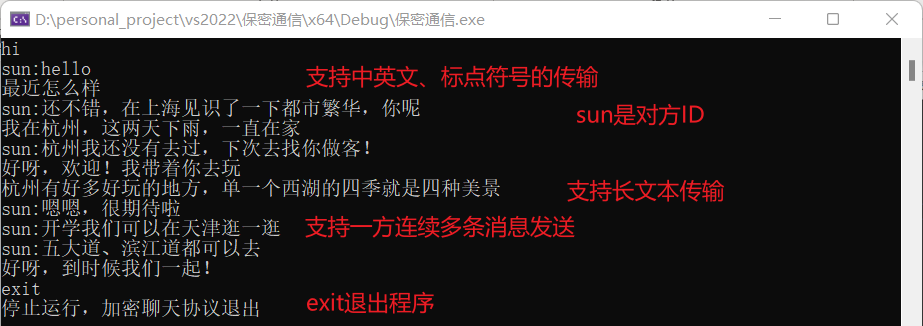 D:\personal_project\vs2022\保密通信\x64\Debug\保密通信.exe
hi
sun:hello
支持中英文、标点符号的传输
最近怎么样
sun:还不错，在上海见识了一下都市繁华，你呢
sun是对方ID
我在杭州，这两天下雨，一直在家
sun:杭州我还没有去过，下次去找你做客！
好呀，欢迎！我带着你去玩
杭州有好多好玩的地方，单一个西湖的四季就是四种美景
支持长文本传输
sun:嗯嗯，很期待啦
sun:开学我们可以在天津逛一逛
支持一方连续多条消息发送
sun:五大道、滨江道都可以去
好呀，到时候我们一起！
exit
停止运行，加密聊天协议退出
exit退出程序